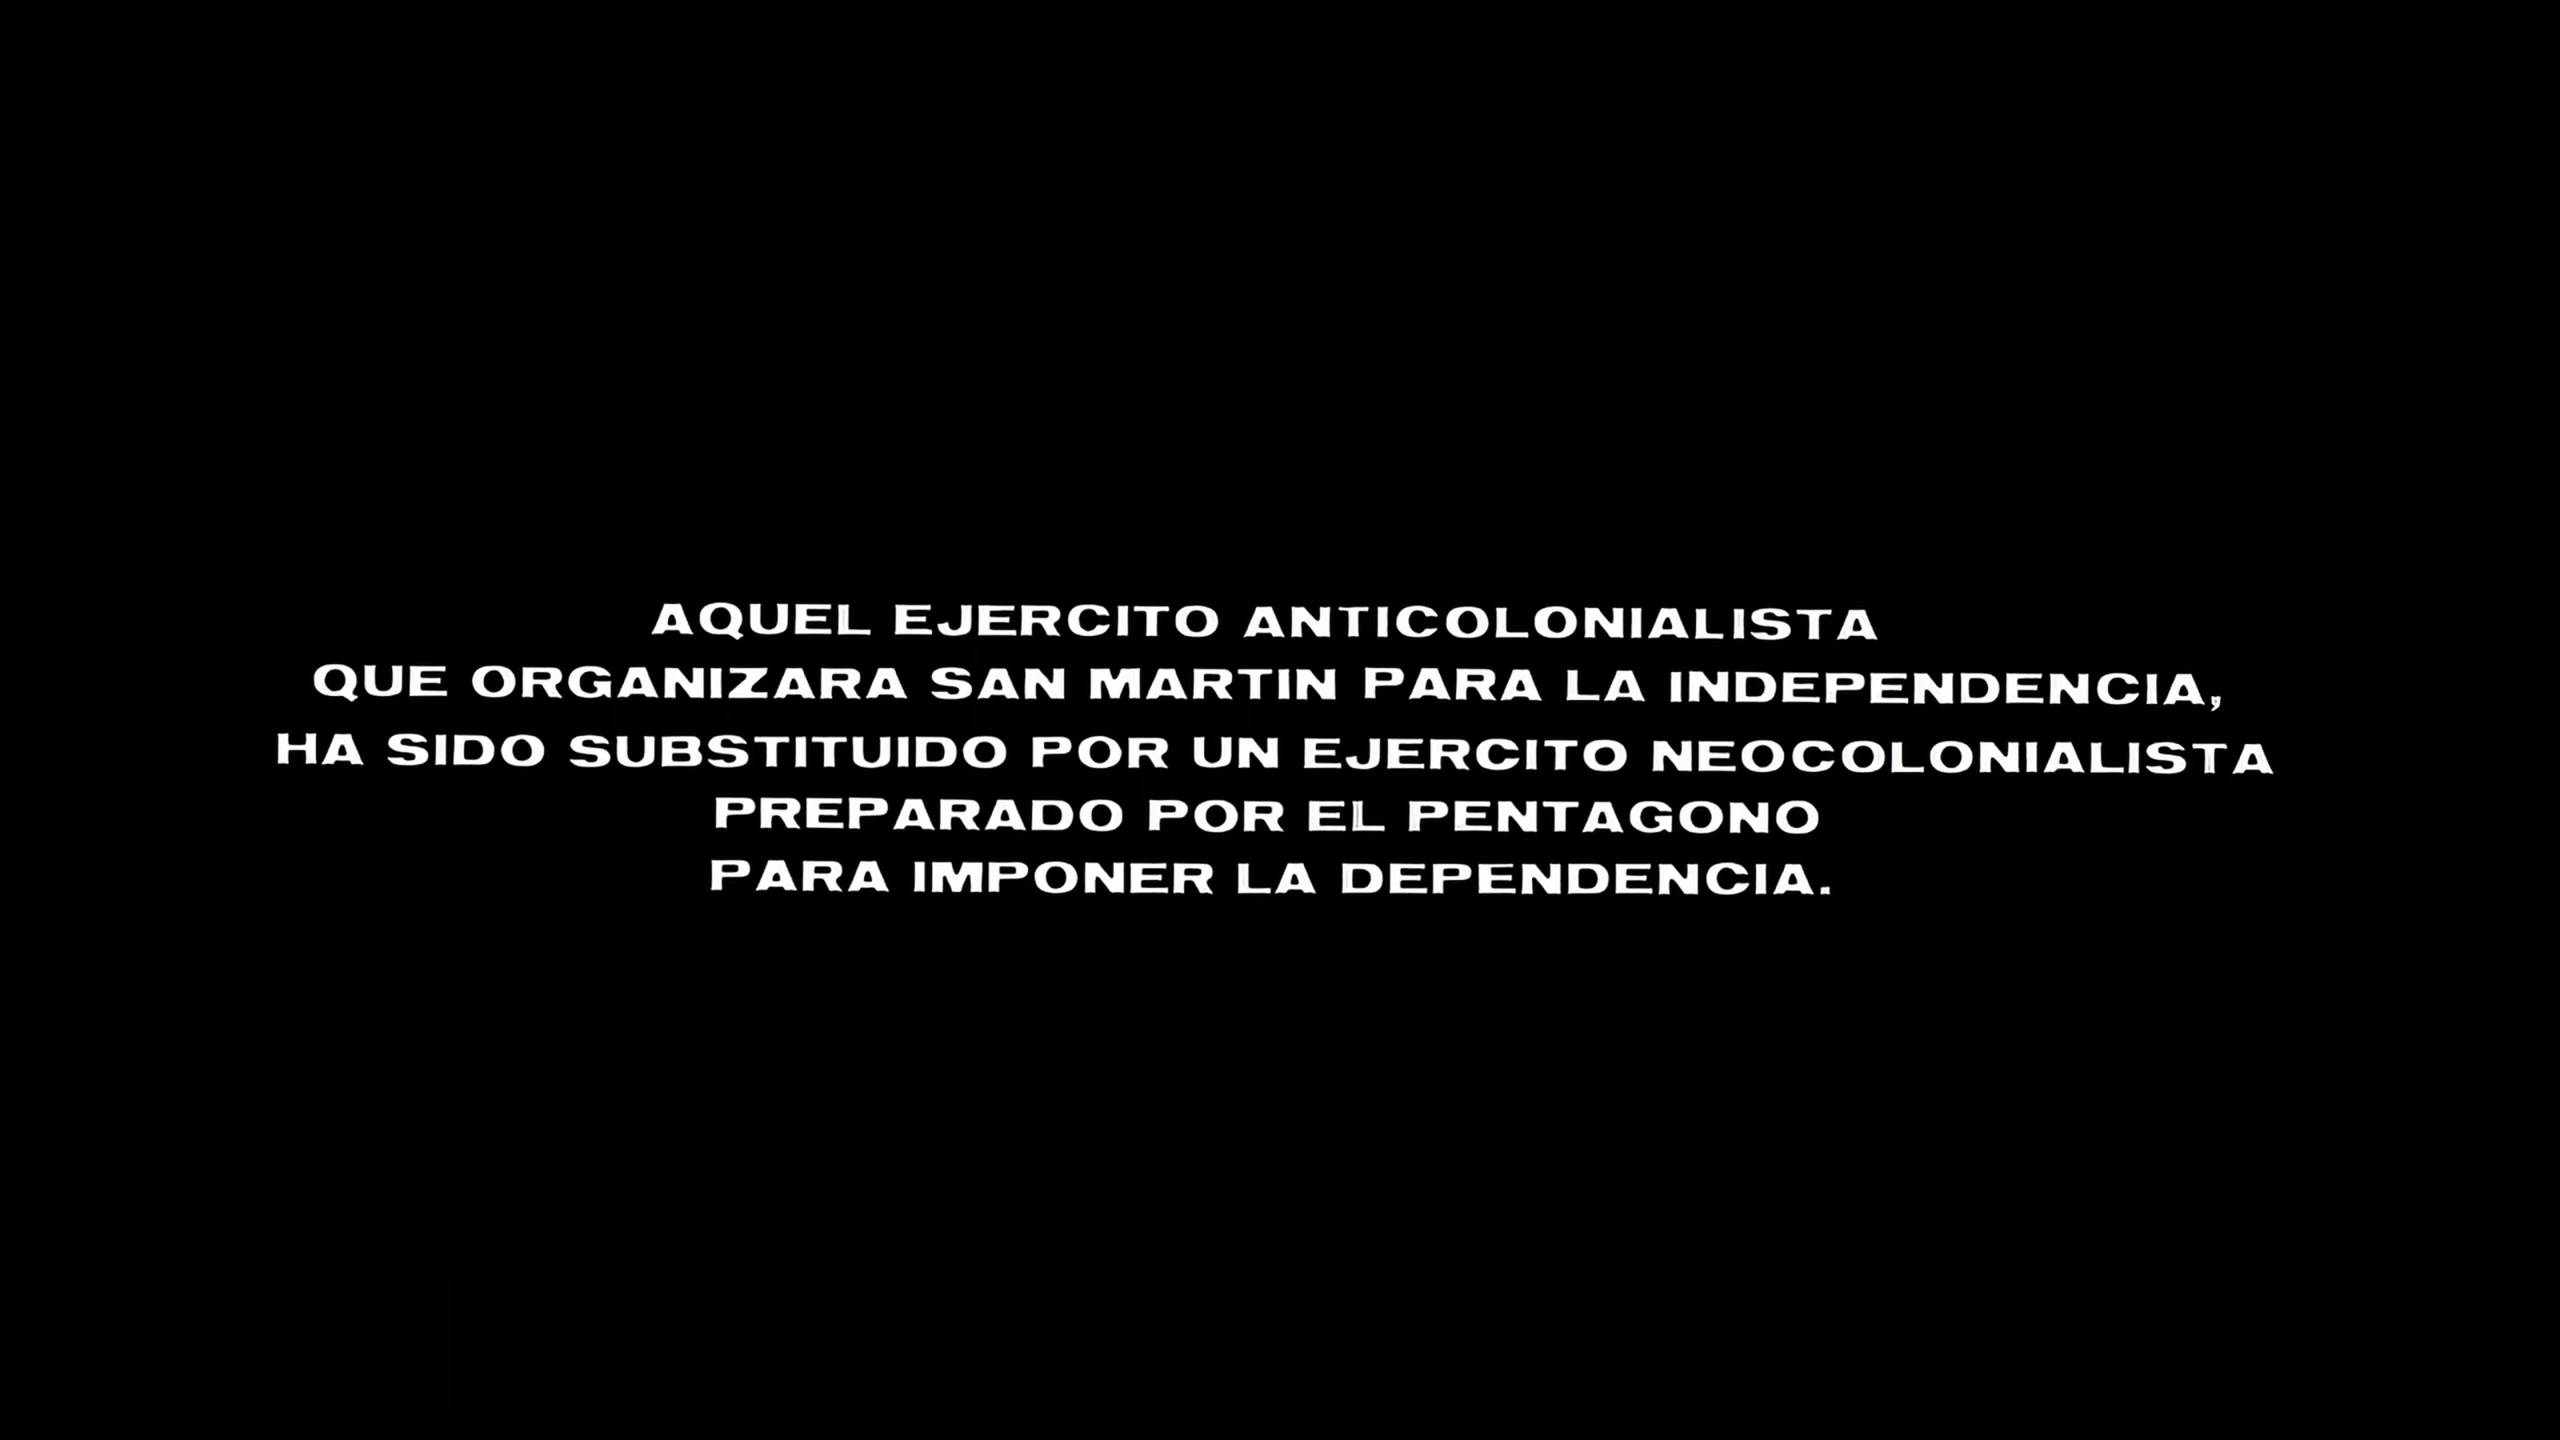 AQUEL EJERCITO ANTICOLONIALISTA
QUE ORGANIZARA SAN MARTIN PARA LA INDEPENDENCIA,
HA SIDO SUBSTITUIDO POR UN EJERCITO NEOCOLONIALISTA
PREPARADO POR EL PENTAGONO
PARA IMPONER LA DEPENDENCIA.